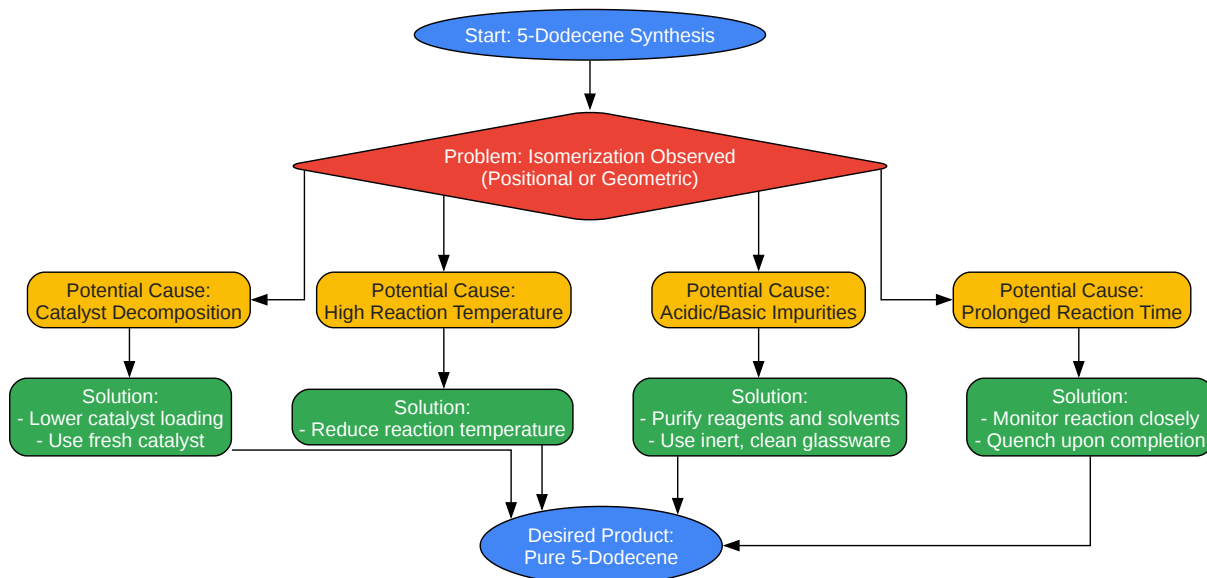 Start: 5-Dodecene Synthesis
Problem: Isomerization Observed
(Positional or Geometric)
Potential Cause:
Catalyst Decomposition
Potential Cause:
High Reaction Temperature
Potential Cause:
Acidic/Basic Impurities
Potential Cause:
Prolonged Reaction Time
Solution:
- Lower catalyst loading
- Use fresh catalyst
Solution:
- Reduce reaction temperature
Solution:
- Purify reagents and solvents
- Use inert, clean glassware
Solution:
- Monitor reaction closely
- Quench upon completion
Desired Product:
Pure 5-Dodecene